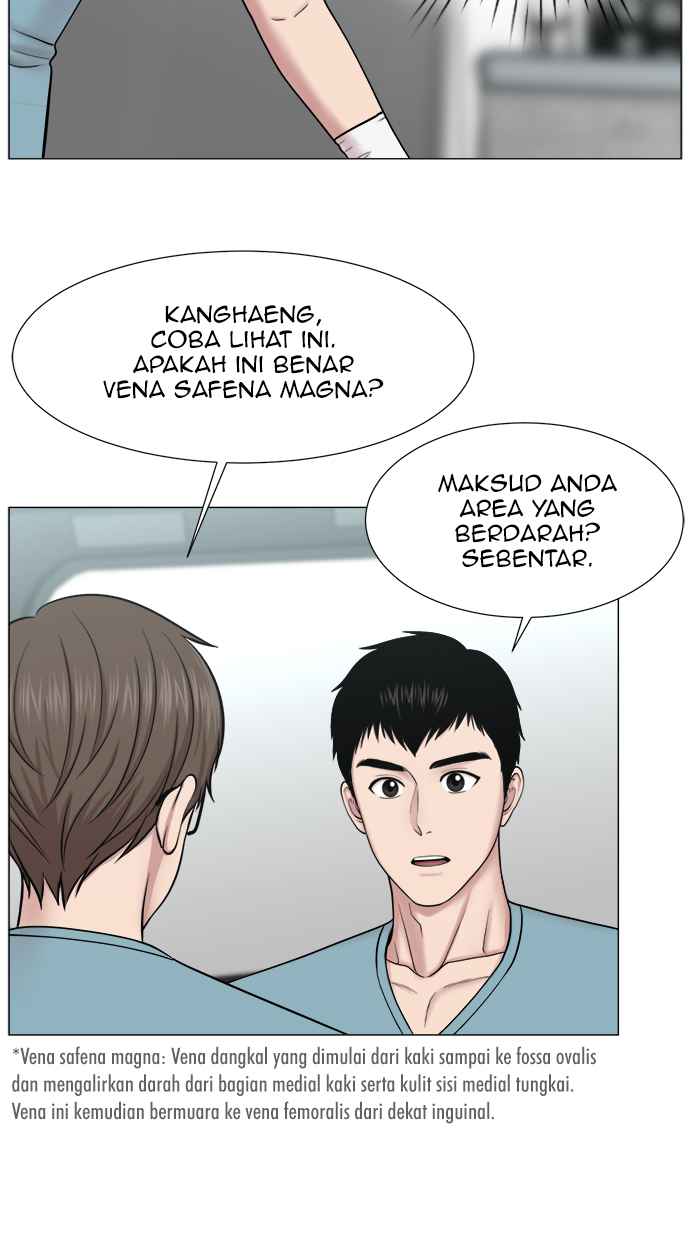 KANGHAENG,
COBA LIHAT INI.
APAKAH INI BENAR
VENA SAFENA MAGNA?
MAKSUD ANDA
AREA YANG
BERDARAH?
SEBENTAR.
*Vena safena magna: Vena dangkal yang dimulai dari kaki sampai ke fossa ovalis
dan mengalirkan darah dari bagian medial kaki serta kulit sisi medial tungkai.
Vena ini kemudian bermuara ke vena femoralis dari dekat inguinal.